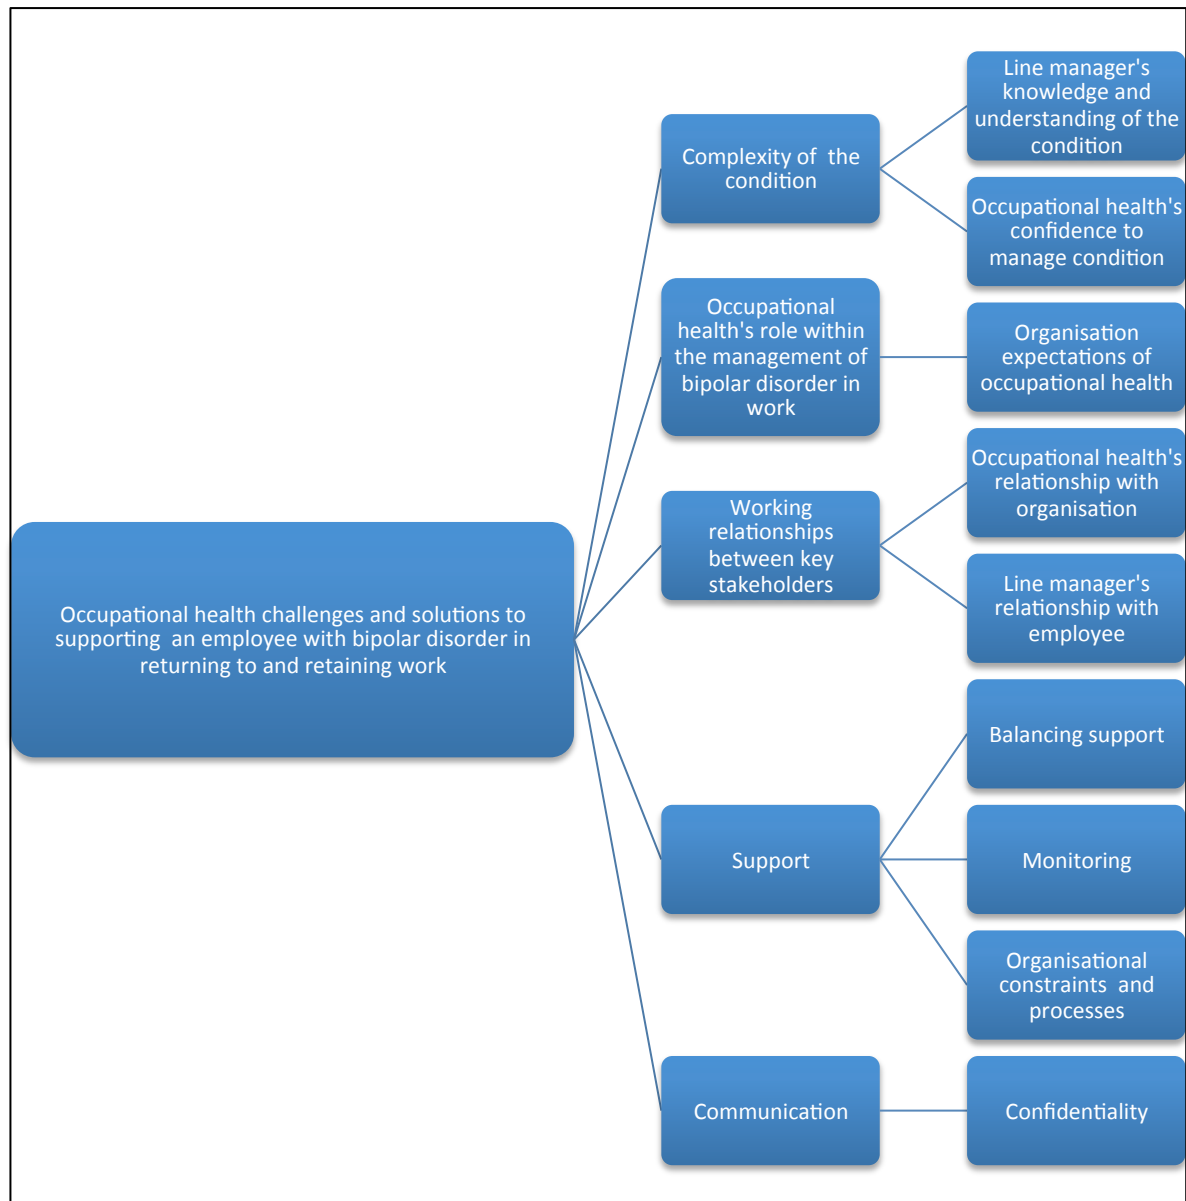 Occupational health challenges and solutions to
supporting an employee with bipolar disorder in
returning to and retaining work
Complexity of the
condition
Line manager's
knowledge and
understanding of the
condition
Occupational health's
confidence to
manage condition
Occupational
health's role within
the management of
bipolar disorder in
work
Organisation
expectations of
occupational health
Working
relationships
between key
stakeholders
Occupational health's
relationship with
organisation
Line manager's
relationship with
employee
Support
Balancing support
Monitoring
Organisational
constraints and
processes
Communication
Confidentiality